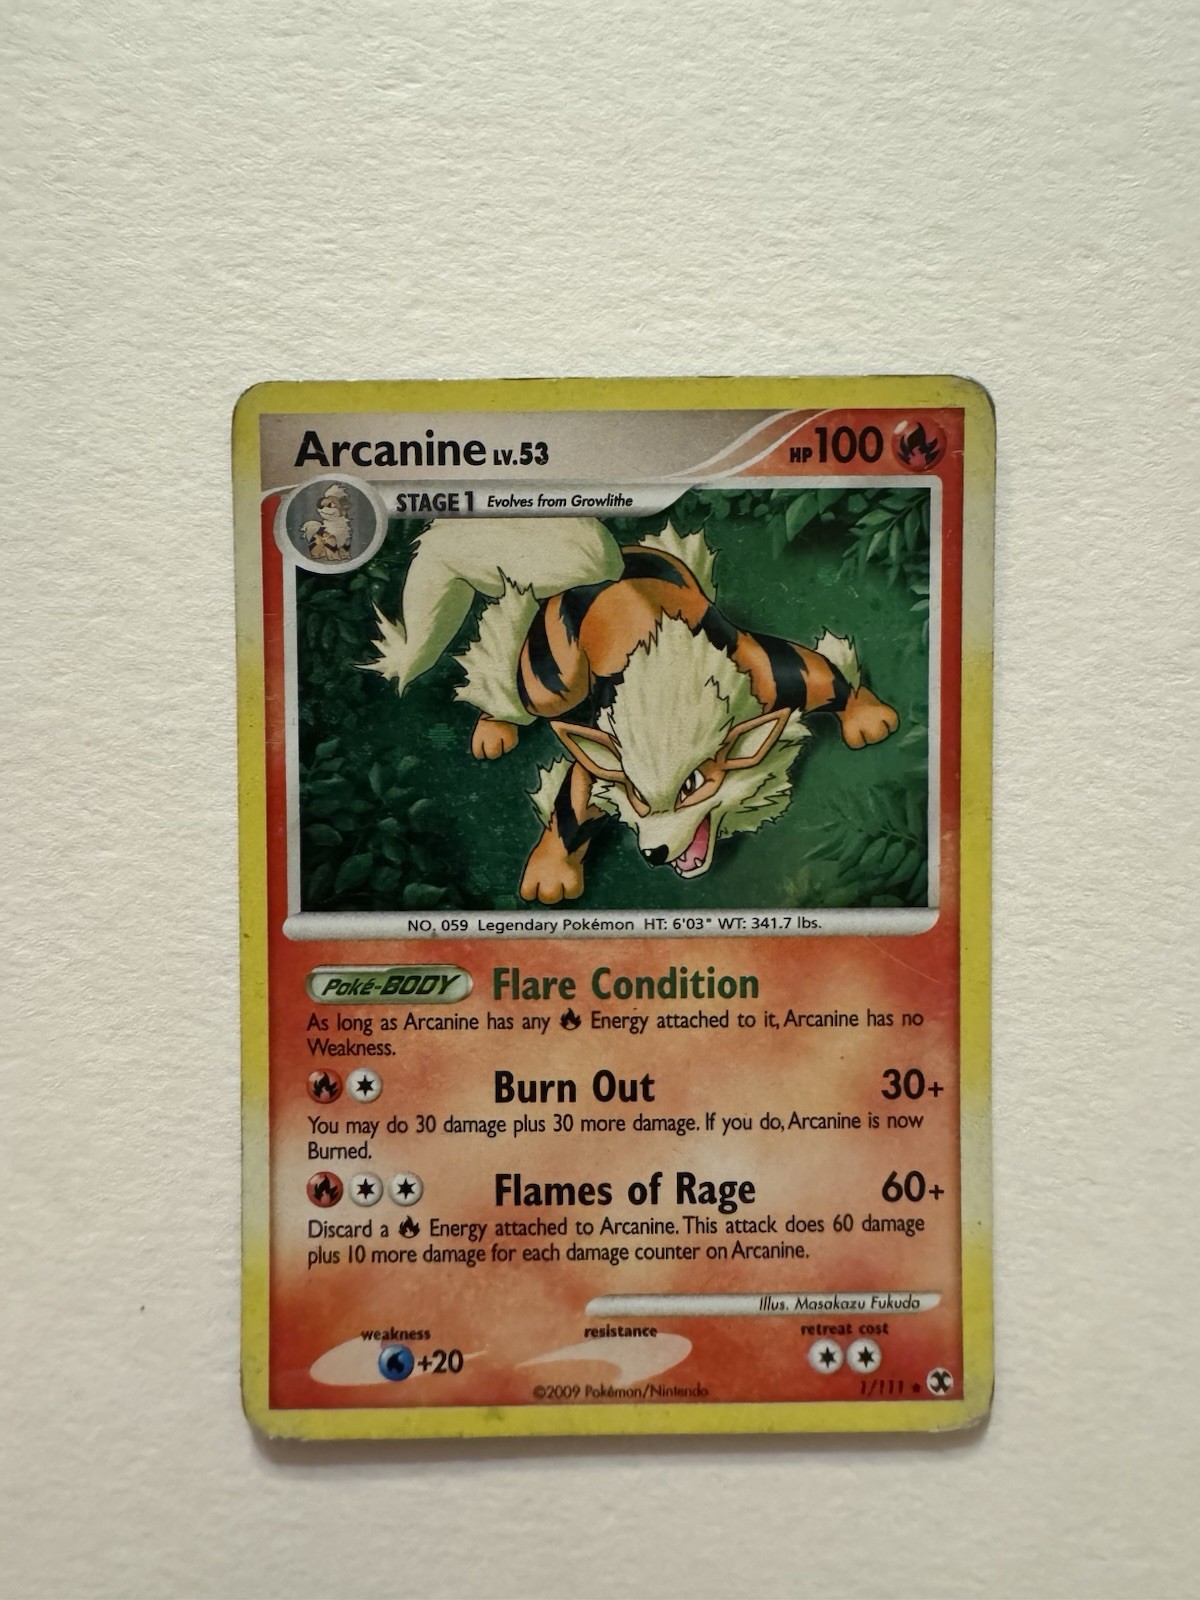 Arcanine LV.53
HP 100
STAGE 1 Evolves from Growlithe
NO. 059 Legendary Pokémon HT: 6'03" WT: 341.7 lbs.
Poké-BODY Flare Condition
As long as Arcanine has any Energy attached to it, Arcanine has no
Weakness.
Burn Out 30+
You may do 30 damage plus 30 more damage. If you do, Arcanine is now
Burned.
Flames of Rage 60+
Discard a Energy attached to Arcanine. This attack does 60 damage
plus 10 more damage for each damage counter on Arcanine.
Illus. Masakazu Fukuda
weakness resistance retreat cost
+20
©2009 Pokémon/Nintendo 1/111